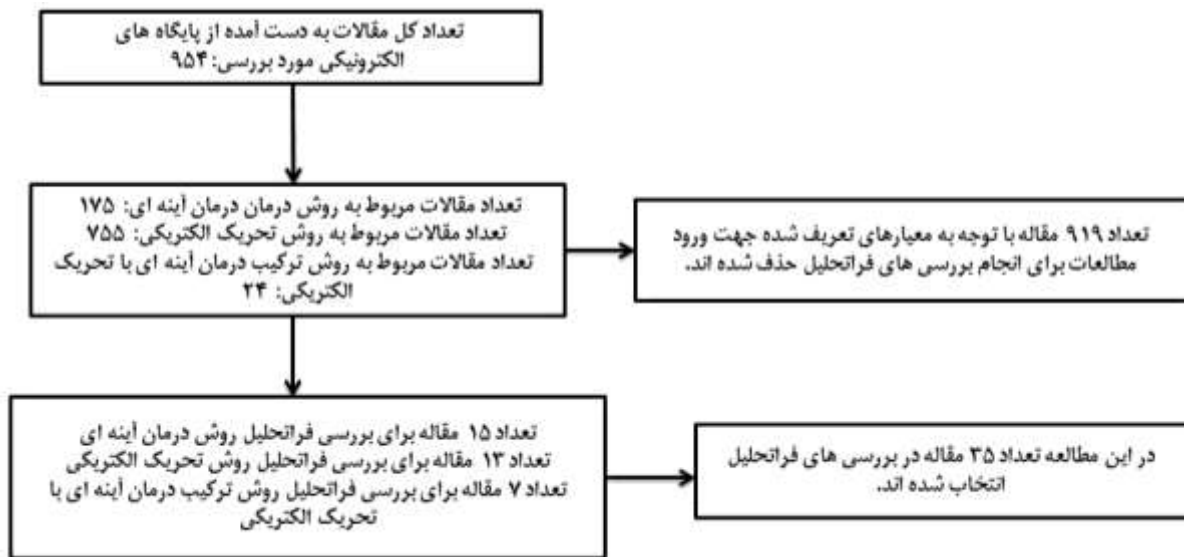 تعداد کل مقالات به دست آمده از پایگاه های
الکترونیکی مورد بررسی: ۹۵۴
تعداد مقالات مربوط به روش درمان درمان آینه ای: ۱۷۵
تعداد مقالات مربوط به روش تحریک الکتریکی: ۷۵۵
تعداد مقالات مربوط به روش ترکیب درمان آینه ای با تحریک
الکتریکی: ۲۴
تعداد ۹۱۹ مقاله با توجه به معیارهای تعریف شده جهت ورود
مطالعات برای انجام بررسی های فراتحلیل حذف شده اند.
تعداد ۱۵ مقاله برای بررسی فراتحلیل روش درمان آینه ای
تعداد ۱۳ مقاله برای بررسی فراتحلیل روش تحریک الکتریکی
تعداد ۷ مقاله برای بررسی فراتحلیل روش ترکیب درمان آینه ای با
تحریک الکتریکی
در این مطالعه تعداد ۳۵ مقاله در بررسی های فراتحلیل
انتخاب شده اند.